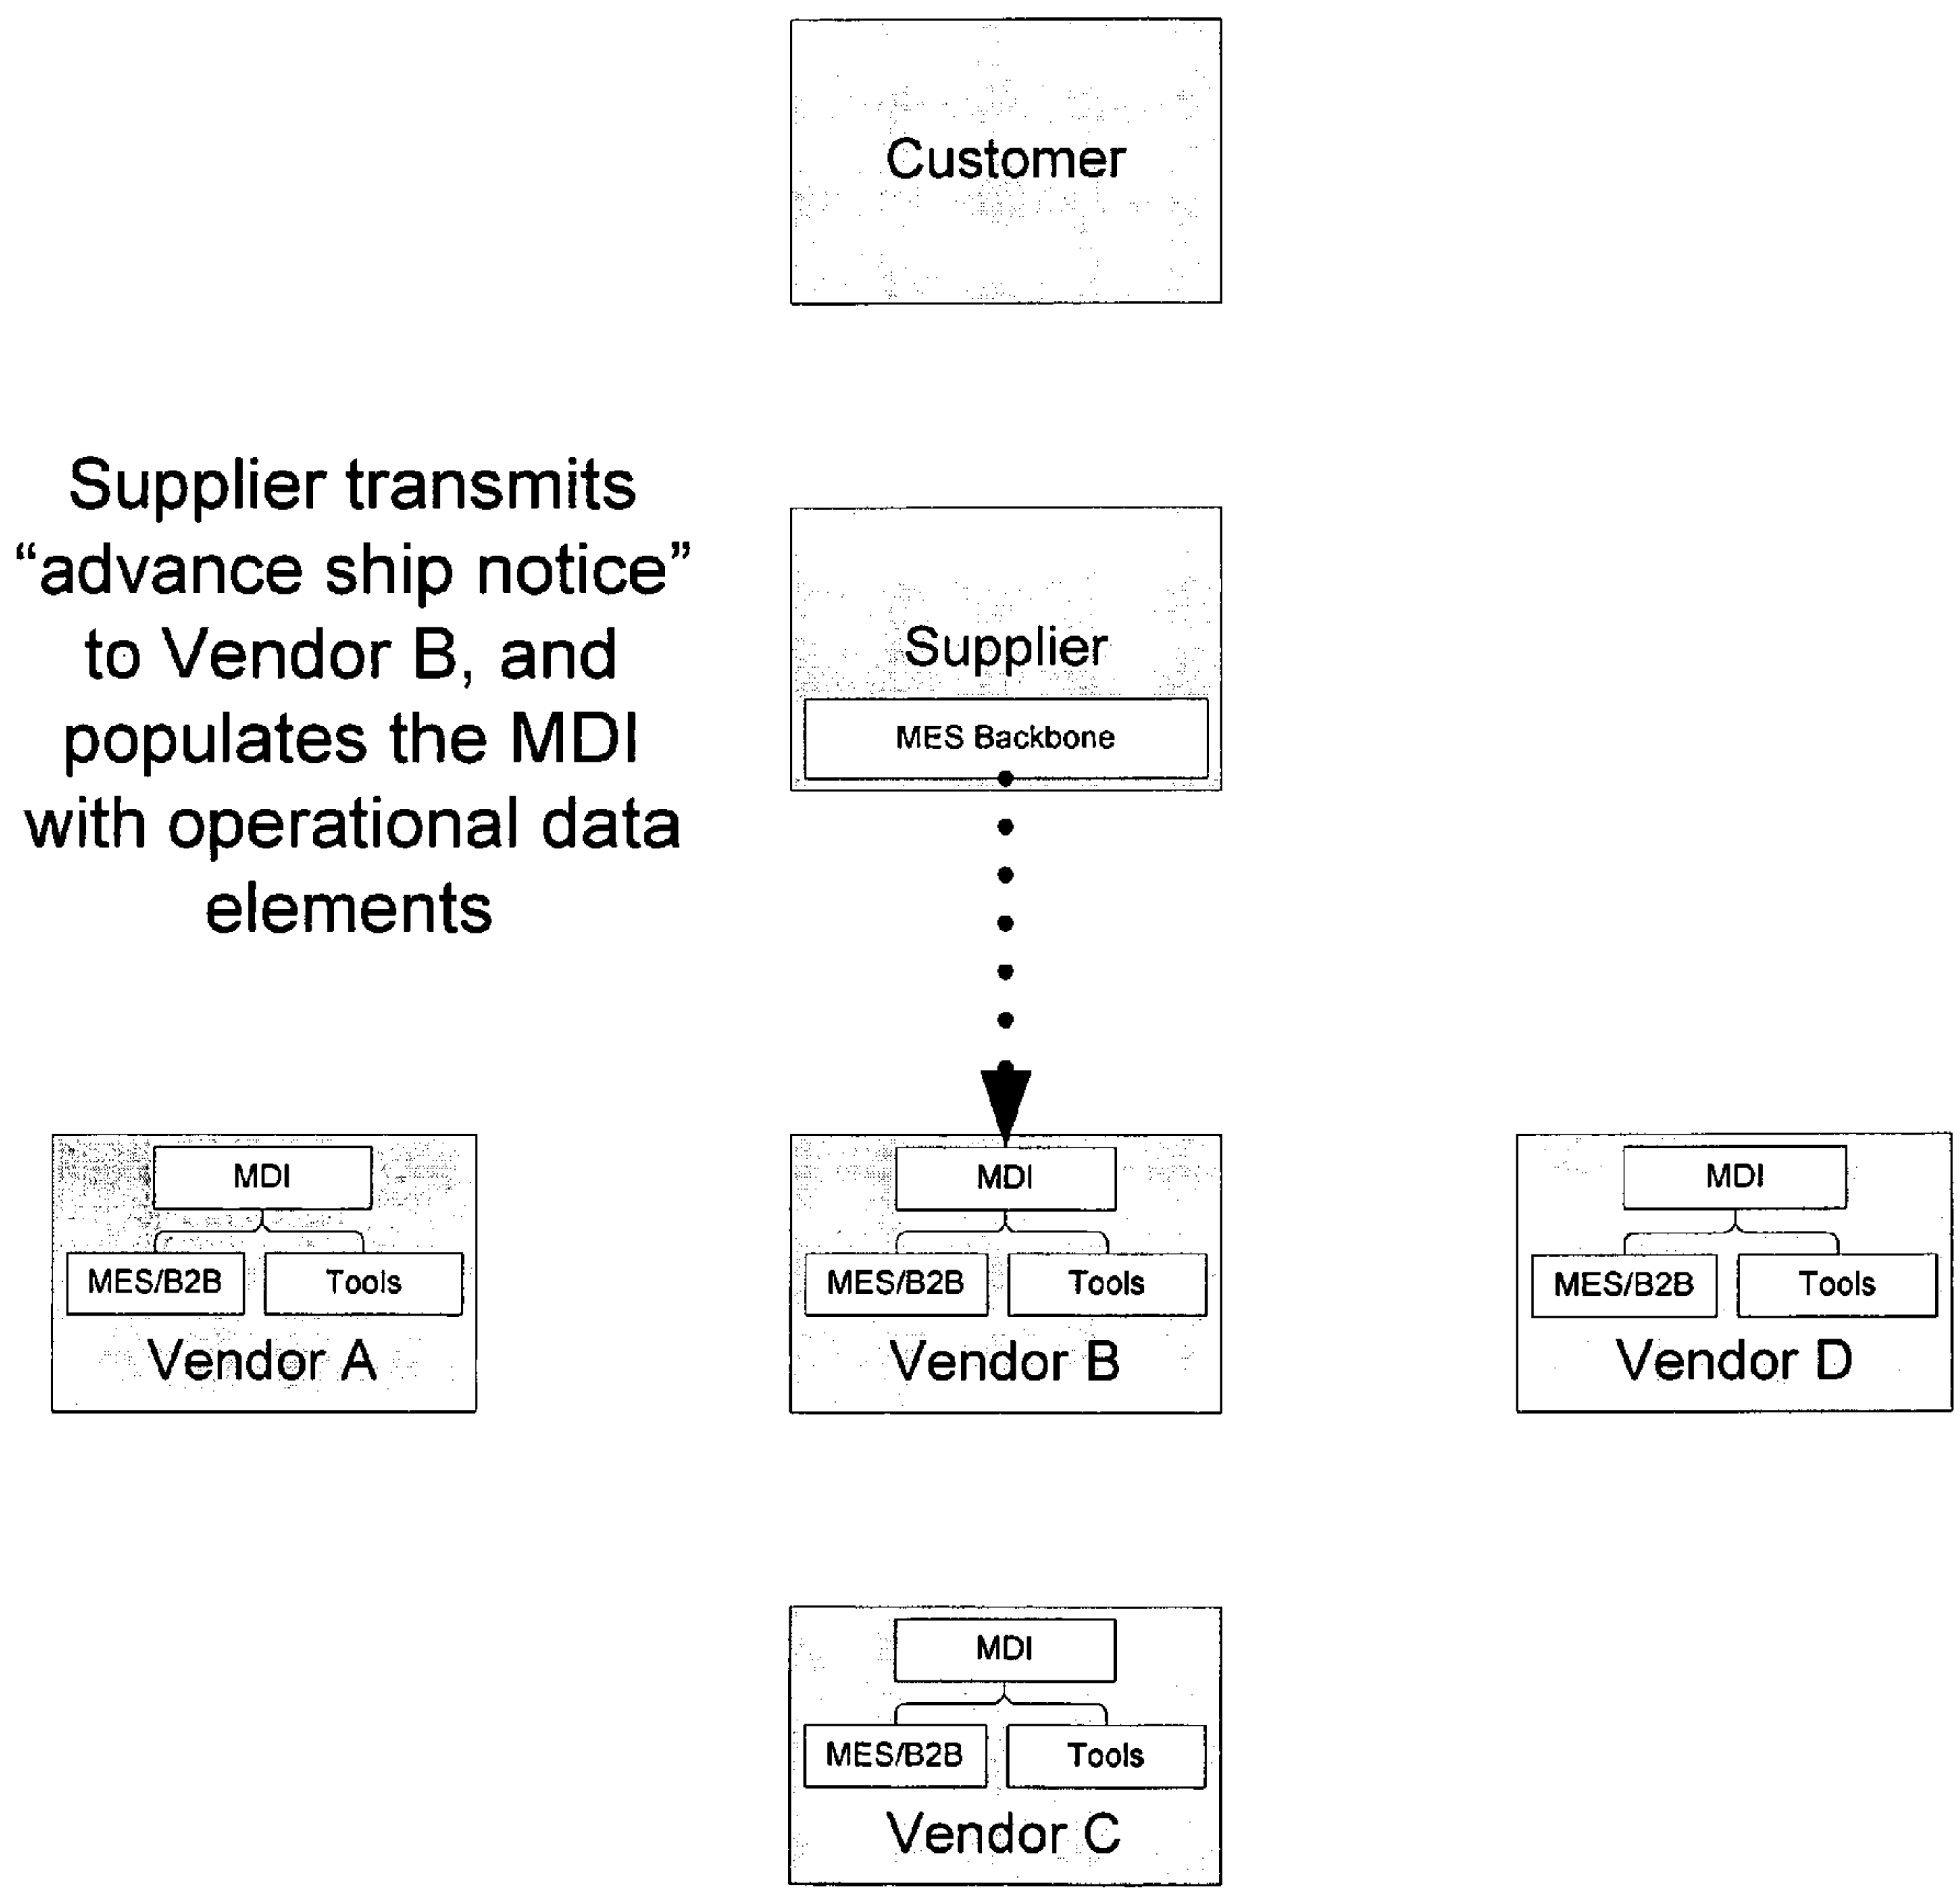 Customer
Supplier transmits
“advance ship notice”
to Vendor B, and
populates the MDI
with operational data
elements
Supplier
MES Backbone
MDI
MES/B2B
Tools
Vendor A
MDI
MES/B2B
Tools
Vendor B
MDI
MES/B2B
Tools
Vendor D
MDI
MES/B2B
Tools
Vendor C